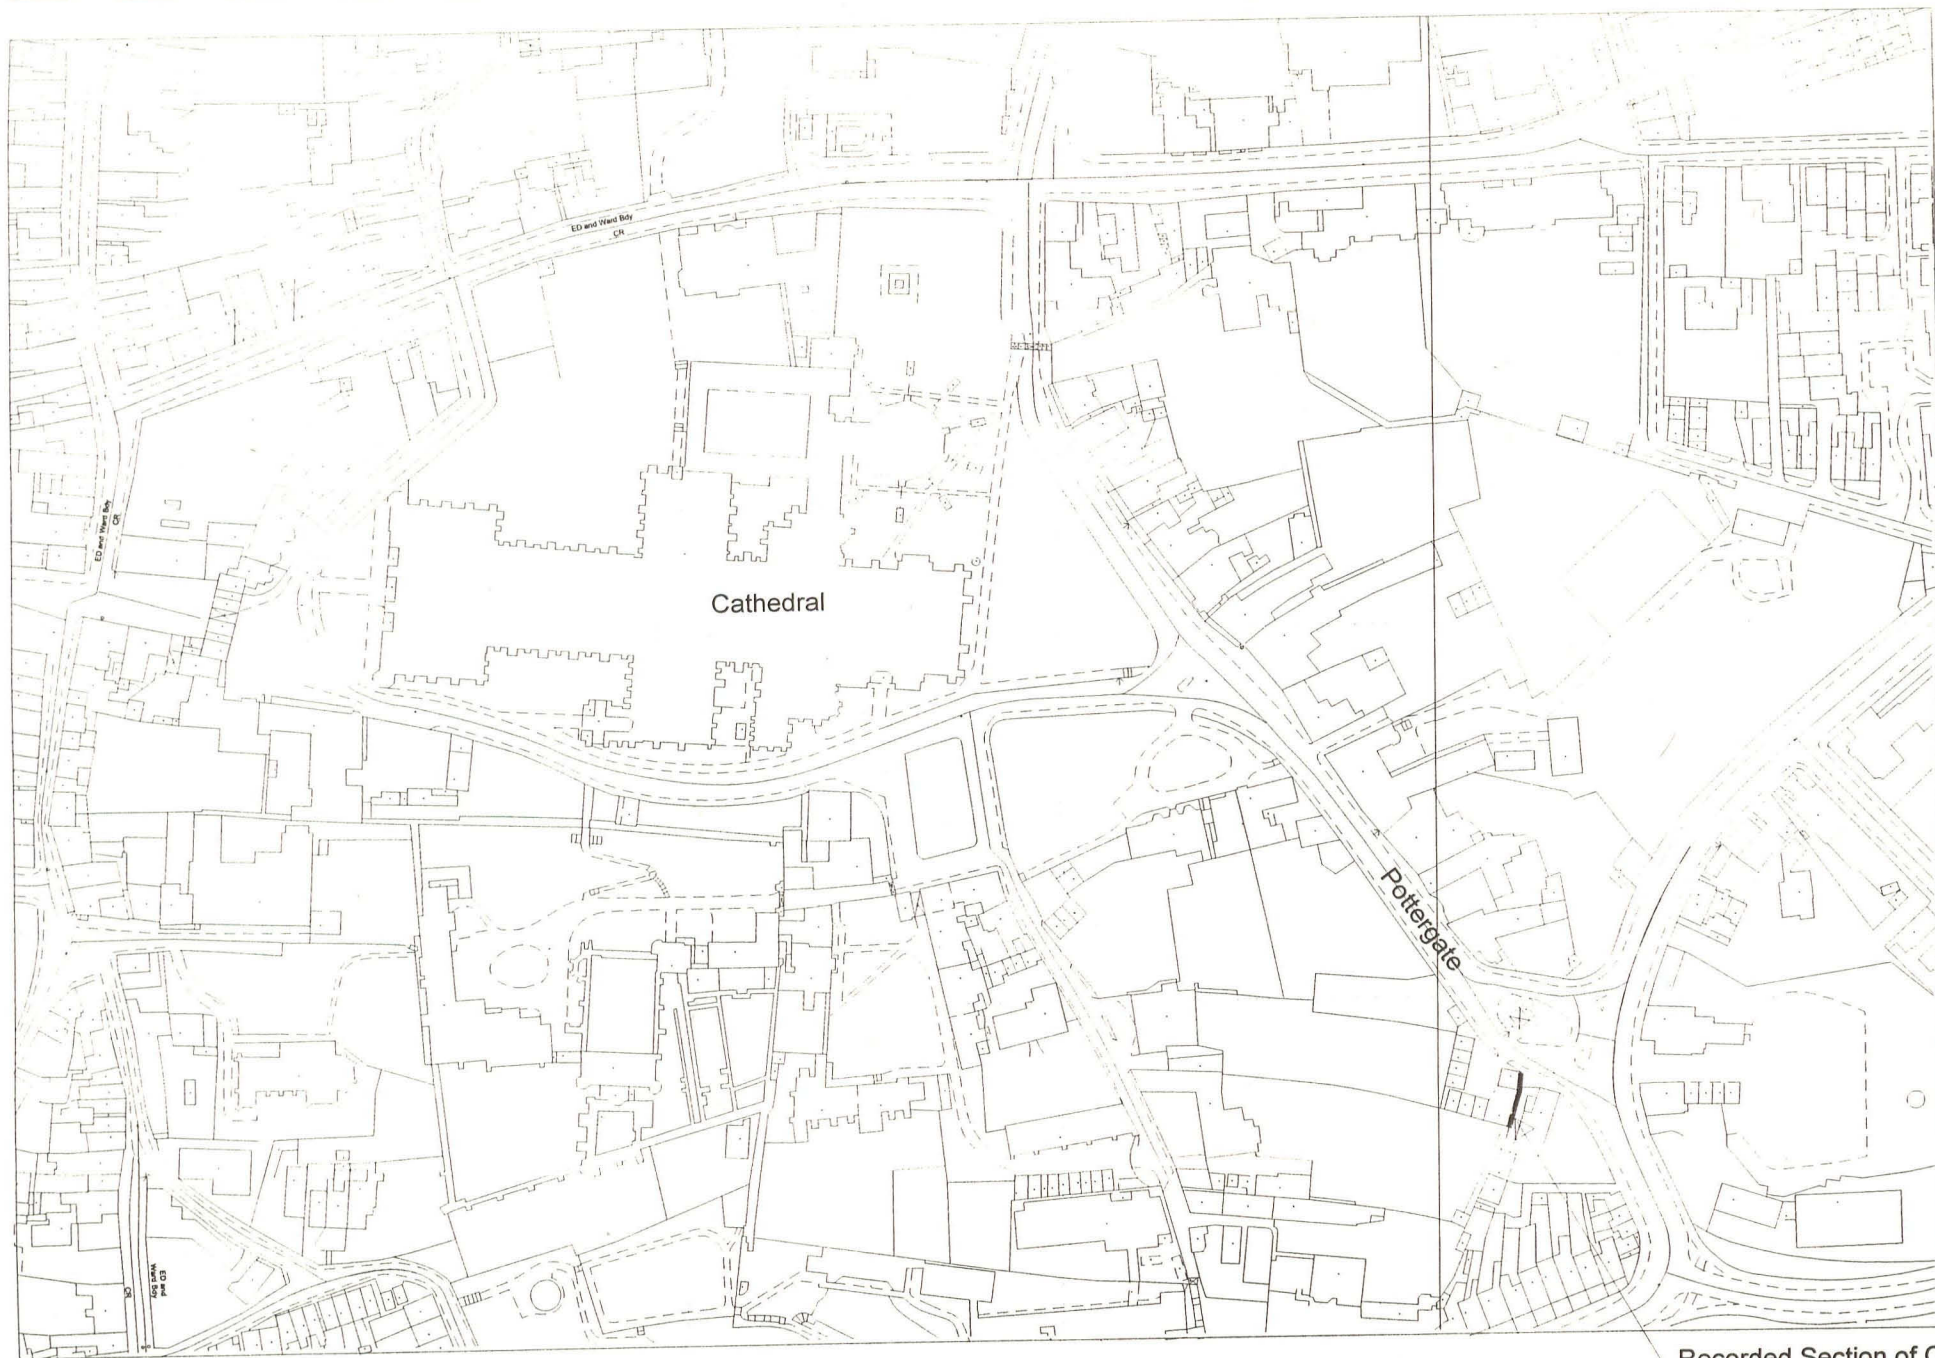 ED and Ward Bdy
CR
ED and Ward Bdy
CR
Cathedral
Pottergate
ED and
Ward Bdy
CR
Recorded Section of